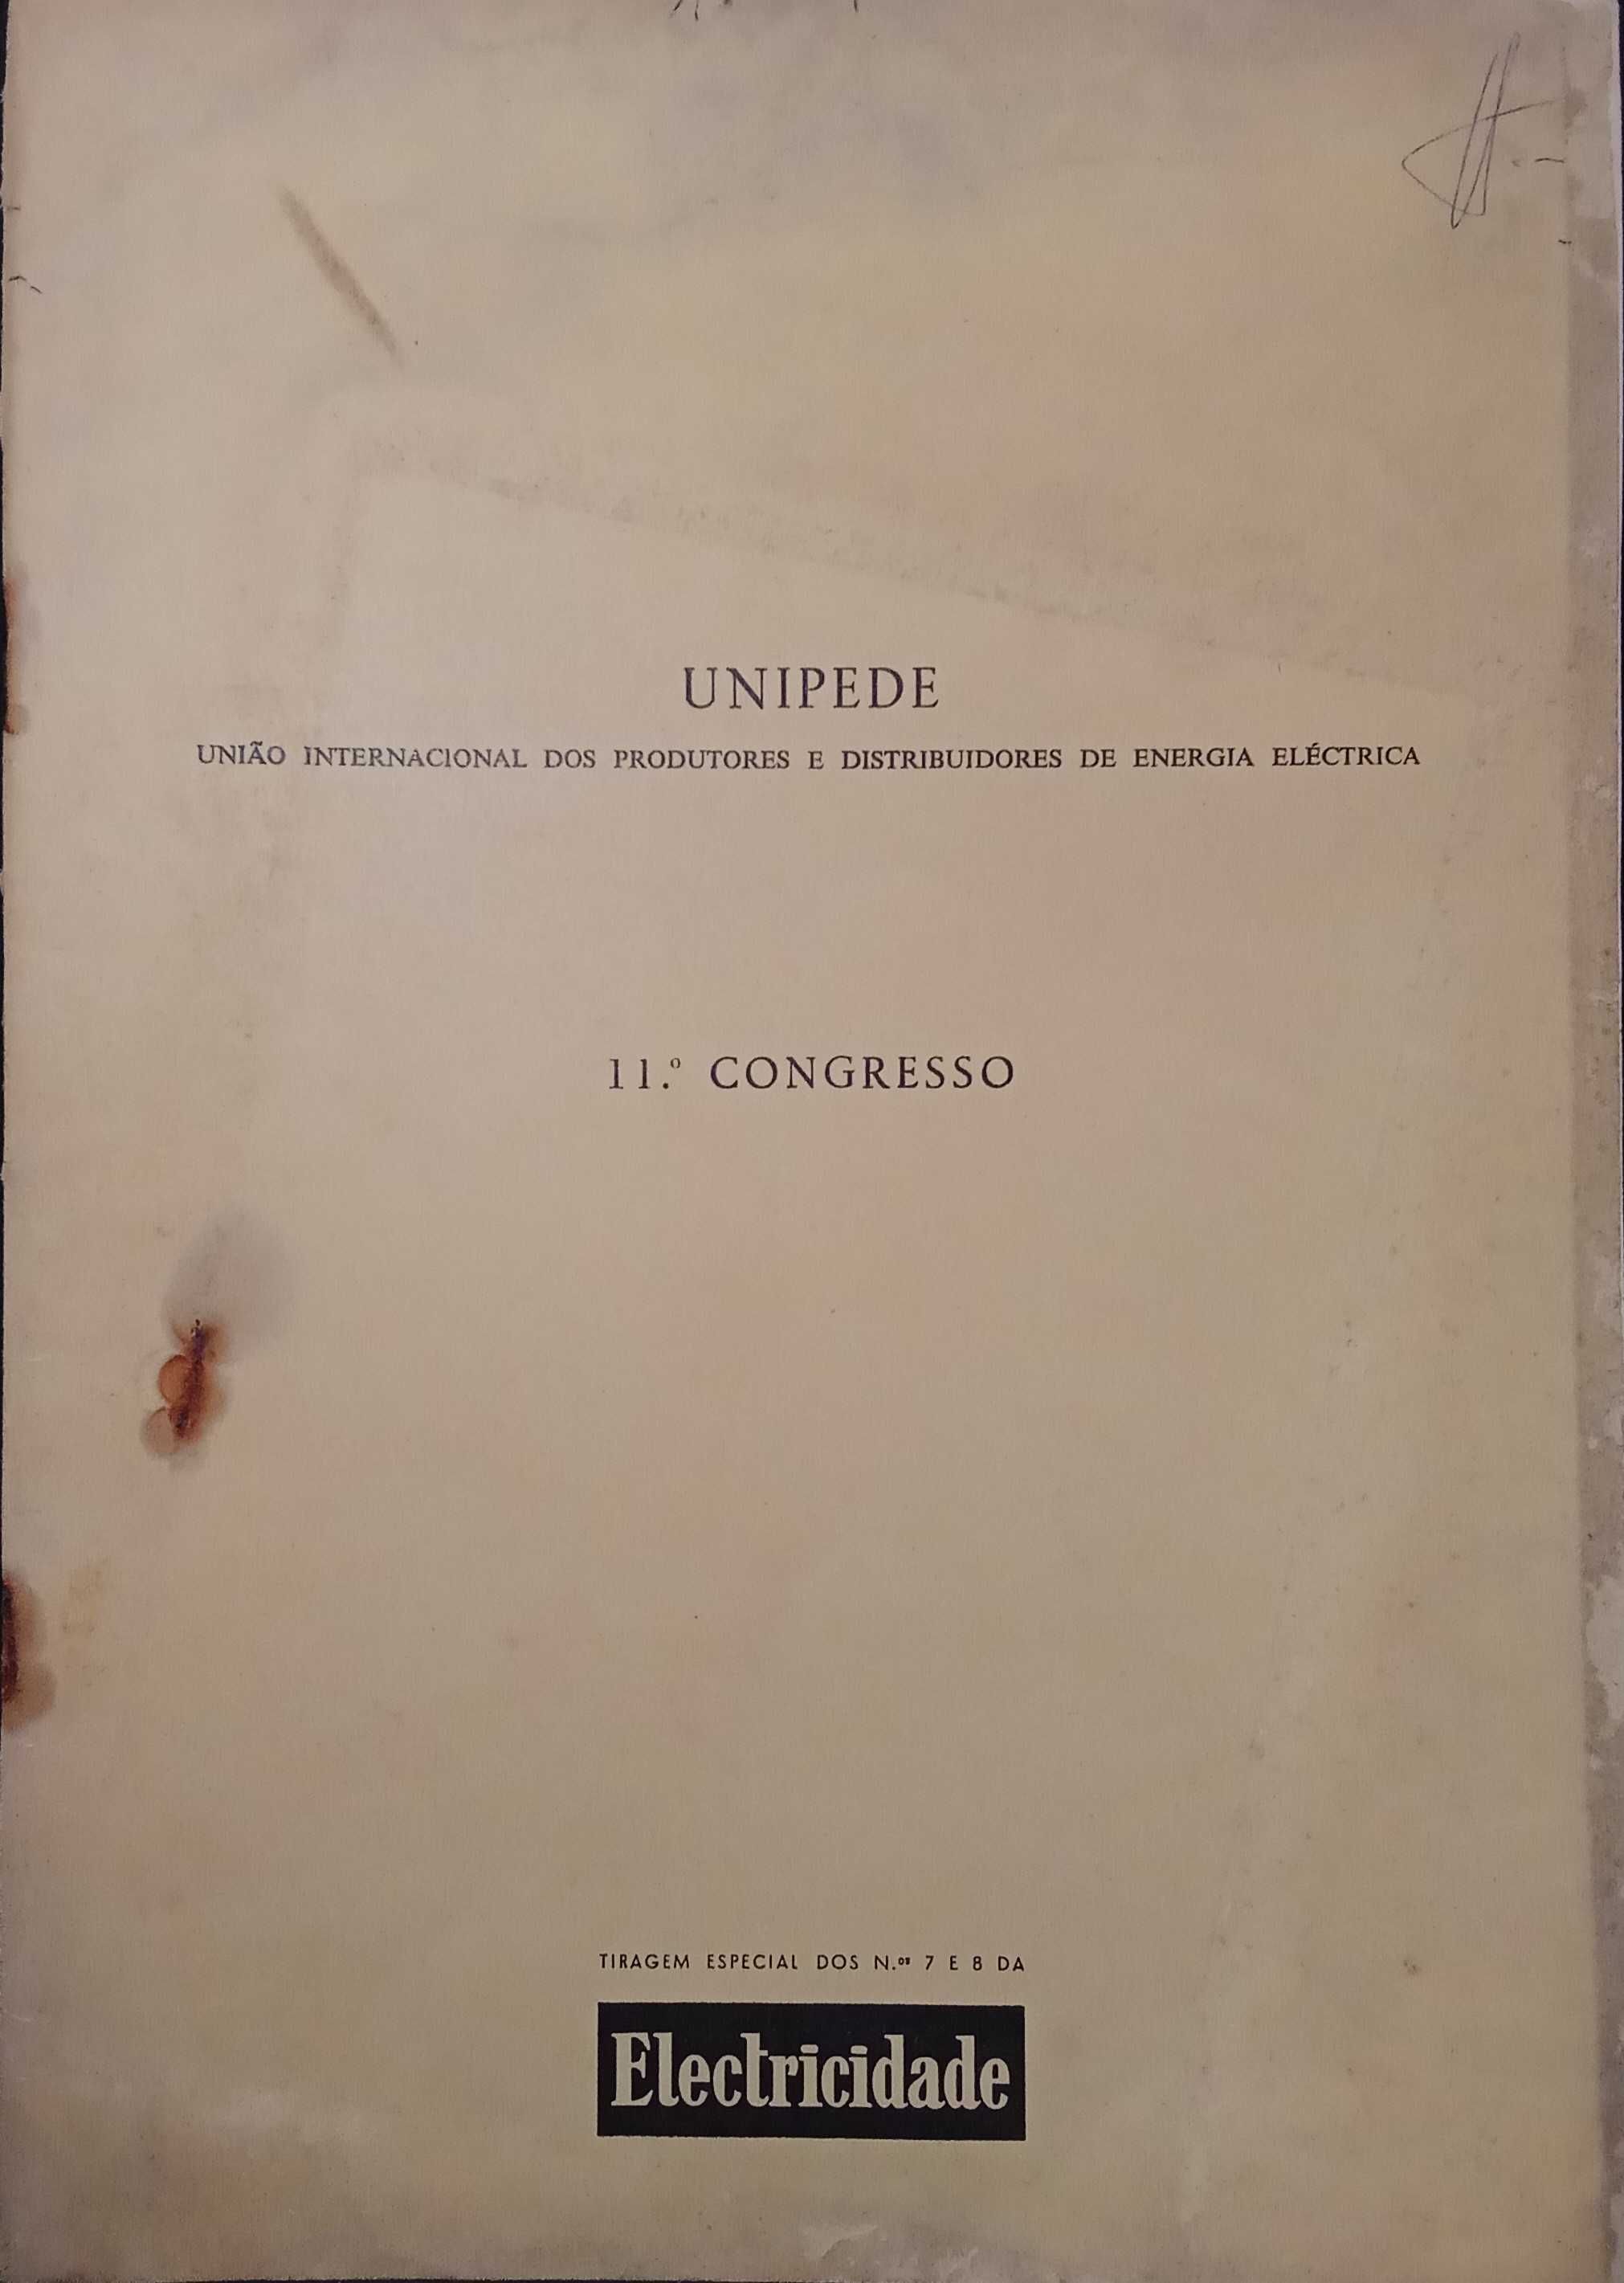 UNIPEDE
UNIÃO INTERNACIONAL DOS PRODUTORES E DISTRIBUIDORES DE ENERGIA ELÉCTRICA
11.º CONGRESSO
TIRAGEM ESPECIAL DOS N.ºˢ 7 E 8 DA
Electricidade